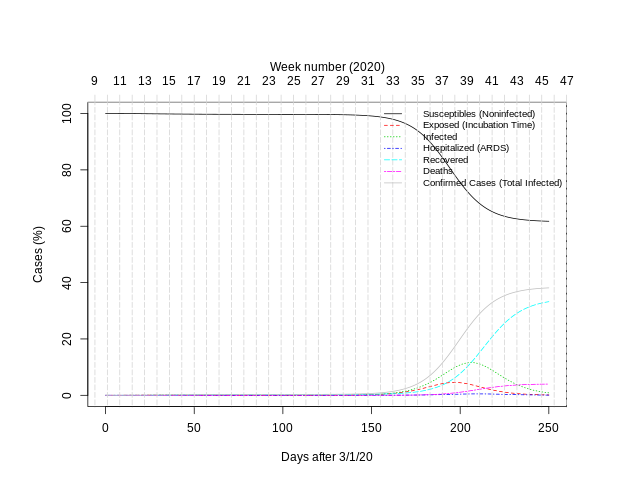 Week number (2020)
9 11 13 15 17 19 21 23 25 27 29 31 33 35 37 39 41 43 45 47
100
80
60
40
20
0
Cases (%)
Susceptibles (Noninfected)
Exposed (Incubation Time)
Infected
Hospitalized (ARDS)
Recovered
Deaths
Confirmed Cases (Total Infected)
0 50 100 150 200 250
Days after 3/1/20